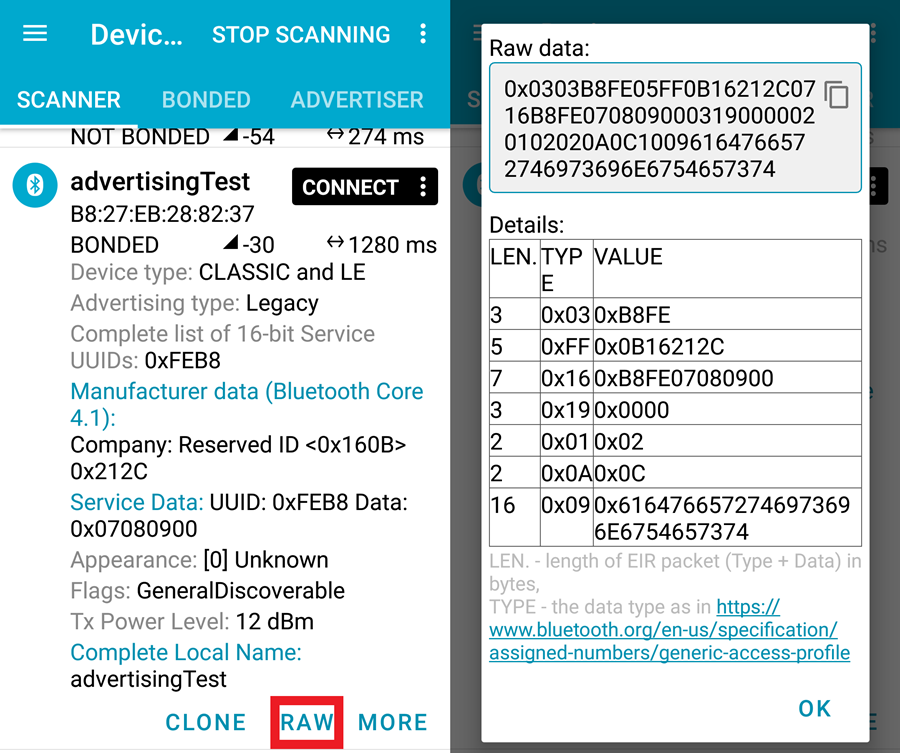 Devic... STOP SCANNING
SCANNER BONDED ADVERTISER
NOT BONDED -54 274 ms
advertisingTest CONNECT
B8:27:EB:28:82:37
BONDED -30 1280 ms
Device type: CLASSIC and LE
Advertising type: Legacy
Complete list of 16-bit Service
UUIDs: 0xFEB8
Manufacturer data (Bluetooth Core
4.1):
Company: Reserved ID <0x160B>
0x212C
Service Data: UUID: 0xFEB8 Data:
0x07080900
Appearance: [0] Unknown
Flags: GeneralDiscoverable
Tx Power Level: 12 dBm
Complete Local Name:
advertisingTest
CLONE RAW MORE
Raw data:
0x0303B8FE05FF0B16212C07
16B8FE070809000319000002
0102020A0C1009616476657
2746973696E6754657374
Details:
LEN. TYP VALUE
E
3 0x03 0xB8FE
5 0xFF 0x0B16212C
7 0x16 0xB8FE07080900
3 0x19 0x0000
2 0x01 0x02
2 0x0A 0x0C
16 0x09 0x616476657274697369
6E6754657374
LEN. - length of EIR packet (Type + Data) in
bytes,
TYPE - the data type as in https://
www.bluetooth.org/en-us/specification/
assigned-numbers/generic-access-profile
OK